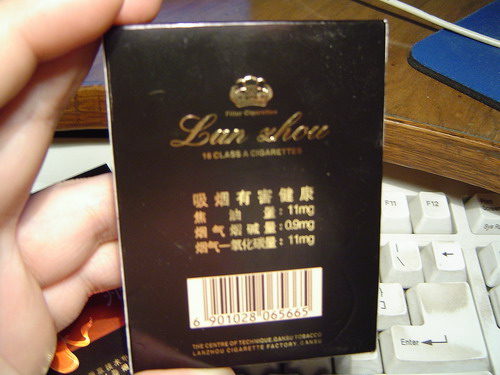 Filter Cigarettes
Lan zhou
16 CLASS A CIGARETTES
吸烟有害健康
焦油量：11mg
烟气烟碱量：0.9mg
烟气一氧化碳量：11mg
6 901028 065665
THE CENTRE OF TECHNIQUE.GANSU TOBACCO
LANZHOU CIGARETTE FACTORY. GANSU
F11
F12
Enter